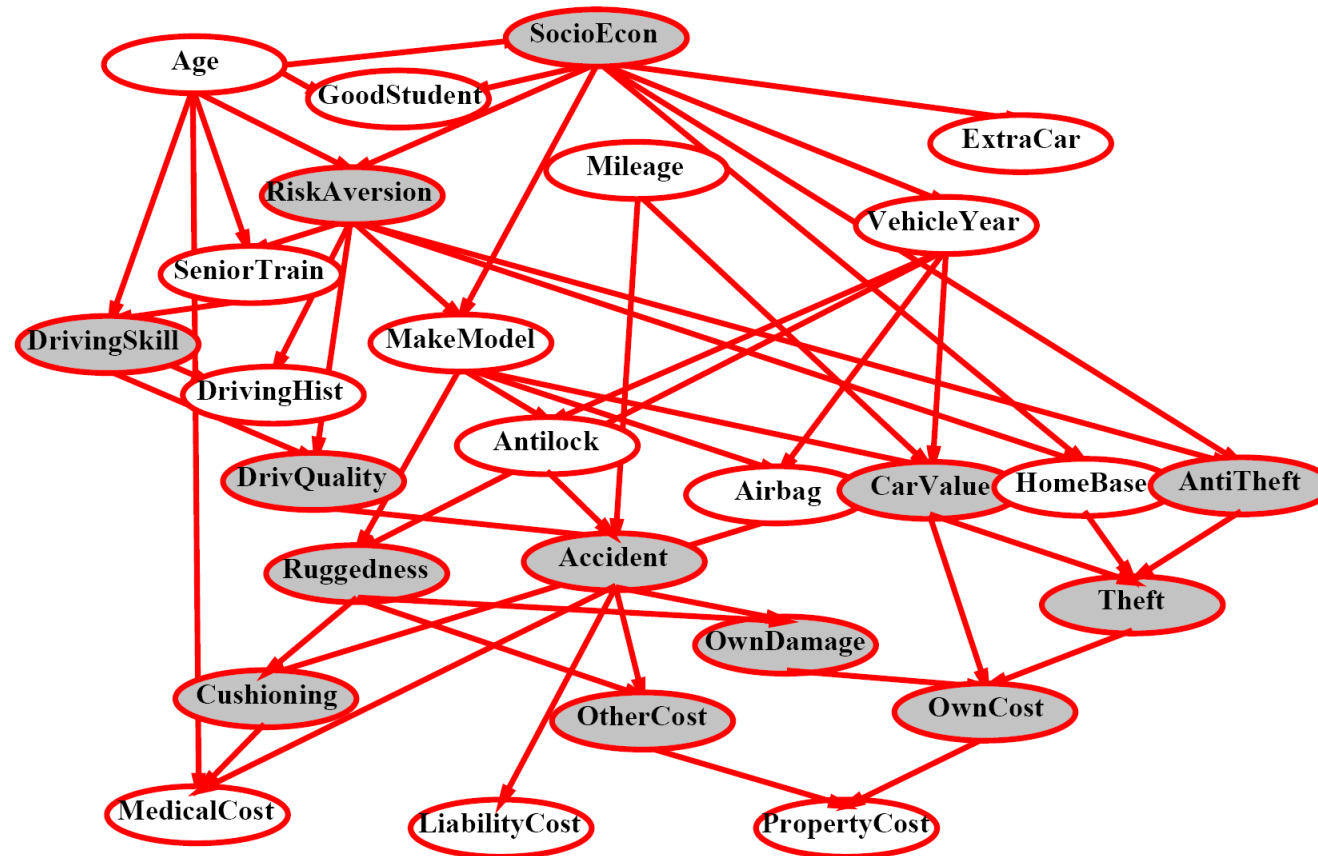 SocioEcon
Age
GoodStudent
ExtraCar
Mileage
RiskAversion
VehicleYear
SeniorTrain
DrivingSkill
MakeModel
DrivingHist
Antilock
DrivQuality
Airbag
CarValue
HomeBase
AntiTheft
Accident
Ruggedness
Theft
OwnDamage
Cushioning
OtherCost
OwnCost
MedicalCost
LiabilityCost
PropertyCost